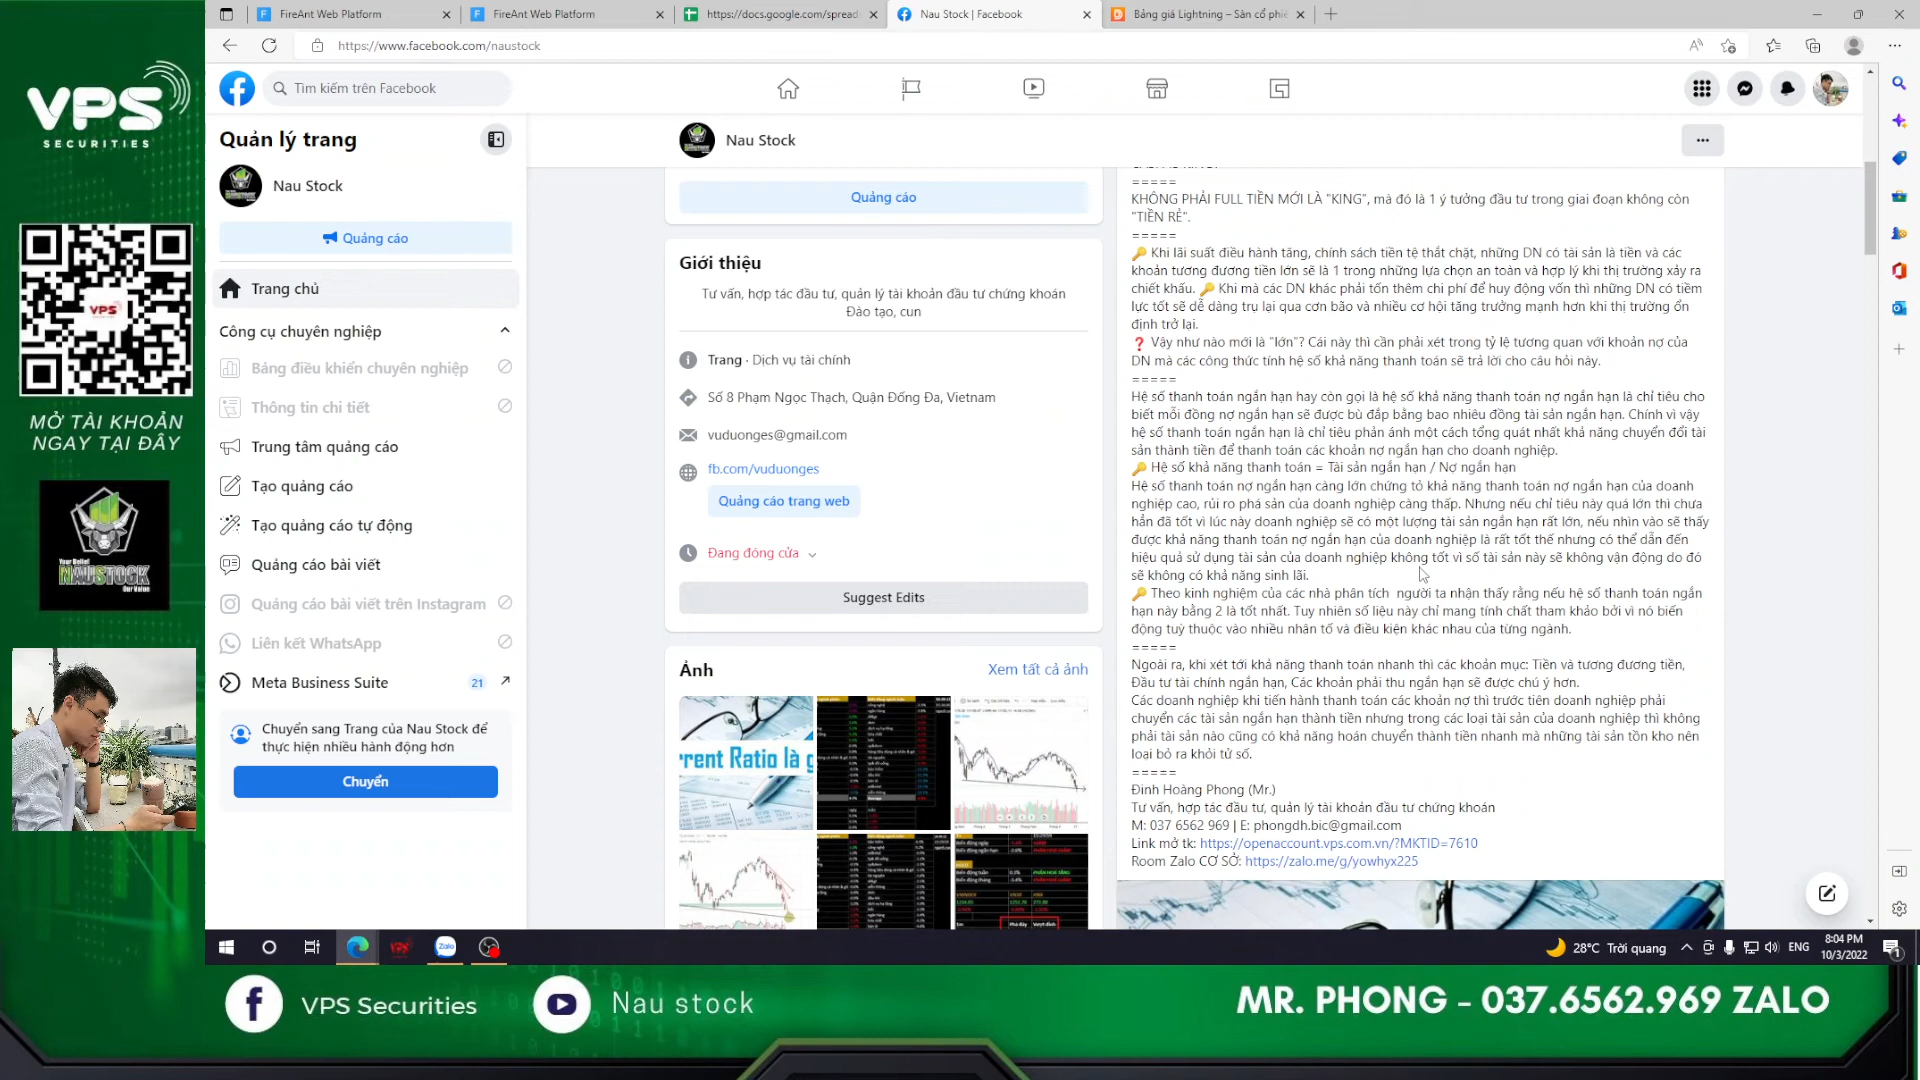 FireAnt Web Platform
FireAnt Web Platform
https://docs.google.com/spread
Nau Stock | Facebook
Bảng giá Lightning – Sàn cổ phi
https://www.facebook.com/naustock
Tìm kiếm trên Facebook
VPS
SECURITIES
VPS
MỞ TÀI KHOẢN
NGAY TẠI ĐÂY
Your Belief
NAUSTOCK
Our Value
Quản lý trang
Nau Stock
Quảng cáo
Trang chủ
Công cụ chuyên nghiệp
Bảng điều khiển chuyên nghiệp
Thông tin chi tiết
Trung tâm quảng cáo
Tạo quảng cáo
Tạo quảng cáo tự động
Quảng cáo bài viết
Quảng cáo bài viết trên Instagram
Liên kết WhatsApp
Meta Business Suite 21
Chuyển sang Trang của Nau Stock để
thực hiện nhiều hành động hơn
Chuyển
Nau Stock
Quảng cáo
Giới thiệu
Tư vấn, hợp tác đầu tư, quản lý tài khoản đầu tư chứng khoán
Đào tạo, cun
Trang · Dịch vụ tài chính
Số 8 Phạm Ngọc Thạch, Quận Đống Đa, Vietnam
vuduonges@gmail.com
fb.com/vuduonges
Quảng cáo trang web
Đang đóng cửa
Suggest Edits
Ảnh
Xem tất cả ảnh
rrent Ratio là g
=====
KHÔNG PHẢI FULL TIỀN MỚI LÀ "KING", mà đó là 1 ý tưởng đầu tư trong giai đoạn không còn
"TIỀN RẺ".
=====
🔑 Khi lãi suất điều hành tăng, chính sách tiền tệ thắt chặt, những DN có tài sản là tiền và các
khoản tương đương tiền lớn sẽ là 1 trong những lựa chọn an toàn và hợp lý khi thị trường xảy ra
chiết khấu. 🔑 Khi mà các DN khác phải tốn thêm chi phí để huy động vốn thì những DN có tiềm
lực tốt sẽ dễ dàng trụ lại qua cơn bão và nhiều cơ hội tăng trưởng mạnh hơn khi thị trường ổn
định trở lại.
❓ Vậy như nào mới là "lớn"? Cái này thì cần phải xét trong tỷ lệ tương quan với khoản nợ của
DN mà các công thức tính hệ số khả năng thanh toán sẽ trả lời cho câu hỏi này.
=====
Hệ số thanh toán ngắn hạn hay còn gọi là hệ số khả năng thanh toán nợ ngắn hạn là chỉ tiêu cho
biết mỗi đồng nợ ngắn hạn sẽ được bù đắp bằng bao nhiêu đồng tài sản ngắn hạn. Chính vì vậy
hệ số thanh toán ngắn hạn là chỉ tiêu phản ánh một cách tổng quát nhất khả năng chuyển đổi tài
sản thành tiền để thanh toán các khoản nợ ngắn hạn cho doanh nghiệp.
🔑 Hệ số khả năng thanh toán = Tài sản ngắn hạn / Nợ ngắn hạn
Hệ số thanh toán nợ ngắn hạn càng lớn chứng tỏ khả năng thanh toán nợ ngắn hạn của doanh
nghiệp cao, rủi ro phá sản của doanh nghiệp càng thấp. Nhưng nếu chỉ tiêu này quá lớn thì chưa
hẳn đã tốt vì lúc này doanh nghiệp sẽ có một lượng tài sản ngắn hạn rất lớn, nếu nhìn vào sẽ thấy
được khả năng thanh toán nợ ngắn hạn của doanh nghiệp là rất tốt thế nhưng có thể dẫn đến
hiệu quả sử dụng tài sản của doanh nghiệp không tốt vì số tài sản này sẽ không vận động do đó
sẽ không có khả năng sinh lãi.
🔑 Theo kinh nghiệm của các nhà phân tích người ta nhận thấy rằng nếu hệ số thanh toán ngắn
hạn này bằng 2 là tốt nhất. Tuy nhiên số liệu này chỉ mang tính chất tham khảo bởi vì nó biến
động tuỳ thuộc vào nhiều nhân tố và điều kiện khác nhau của từng ngành.
=====
Ngoài ra, khi xét tới khả năng thanh toán nhanh thì các khoản mục: Tiền và tương đương tiền,
Đầu tư tài chính ngắn hạn, Các khoản phải thu ngắn hạn sẽ được chú ý hơn.
Các doanh nghiệp khi tiến hành thanh toán các khoản nợ thì trước tiên doanh nghiệp phải
chuyển các tài sản ngắn hạn thành tiền nhưng trong các loại tài sản của doanh nghiệp thì không
phải tài sản nào cũng có khả năng hoán chuyển thành tiền nhanh mà những tài sản tồn kho nên
loại bỏ ra khỏi tử số.
=====
Đinh Hoàng Phong (Mr.)
Tư vấn, hợp tác đầu tư, quản lý tài khoản đầu tư chứng khoán
M: 037 6562 969 | E: phongdh.bic@gmail.com
Link mở tk: https://openaccount.vps.com.vn/?MKTID=7610
Room Zalo CƠ SỞ: https://zalo.me/g/yowhyx225
Zalo
28°C Trời quang
ENG
8:04 PM
10/3/2022
1
VPS Securities
Nau stock
MR. PHONG - 037.6562.969 ZALO